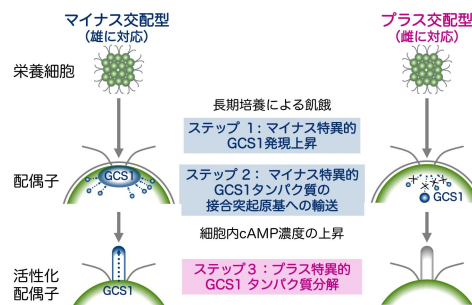 マイナス交配型
（雄に対応）
プラス交配型
（雌に対応）
栄養細胞
長期培養による飢餓
ステップ 1：マイナス特異的
GCS1発現上昇
配偶子
GCS1
ステップ 2： マイナス特異的
GCS1タンパク質の
接合突起原基への輸送
GCS1
細胞内cAMP濃度の上昇
活性化
配偶子
GCS1
ステップ3：プラス特異的
GCS1 タンパク質分解